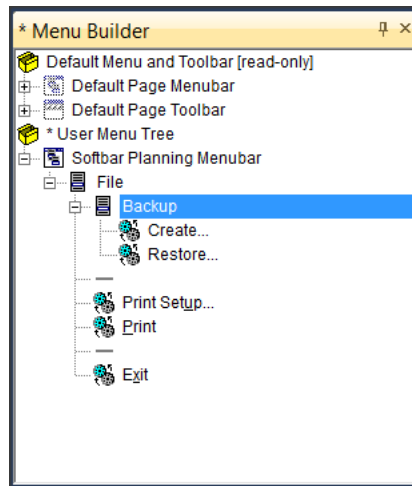 * Menu Builder
Default Menu and Toolbar [read-only]
Default Page Menubar
Default Page Toolbar
* User Menu Tree
Softbar Planning Menubar
File
Backup
Create...
Restore...
Print Setup...
Print
Exit